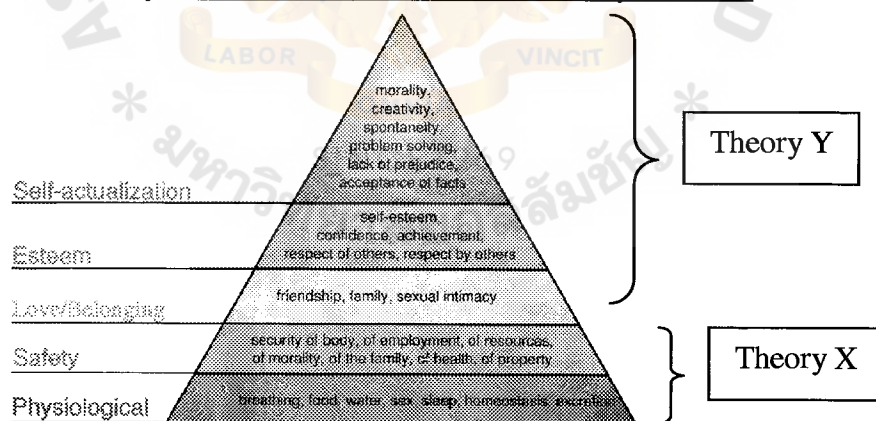 LABOR VINCIT
morality,
creativity,
spontaneity,
problem solving,
lack of prejudice,
acceptance of facts
Theory Y
Self-actualization
self-esteem,
confidence, achievement,
respect of others, respect by others
Esteem
friendship, family, sexual intimacy
Love/Belonging
security of body, of employment, of resources,
of morality, of the family, of health, of property
Safety
Theory X
breathing, food, water, sex, sleep, homeostasis, excretion
Physiological